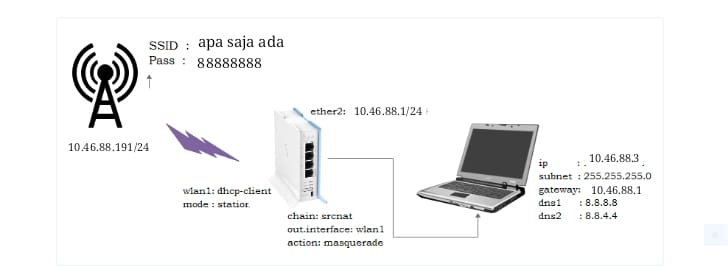 SSID : apa saja ada
Pass : 88888888
10.46.88.191/24
ether2: 10.46.88.1/24
wlan1: dhcp-client
mode : station
chain: srcnat
out.interface: wlan1
action: masquerade
ip : 10.46.88.3
subnet : 255.255.255.0
gateway: 10.46.88.1
dns1 : 8.8.8.8
dns2 : 8.8.4.4